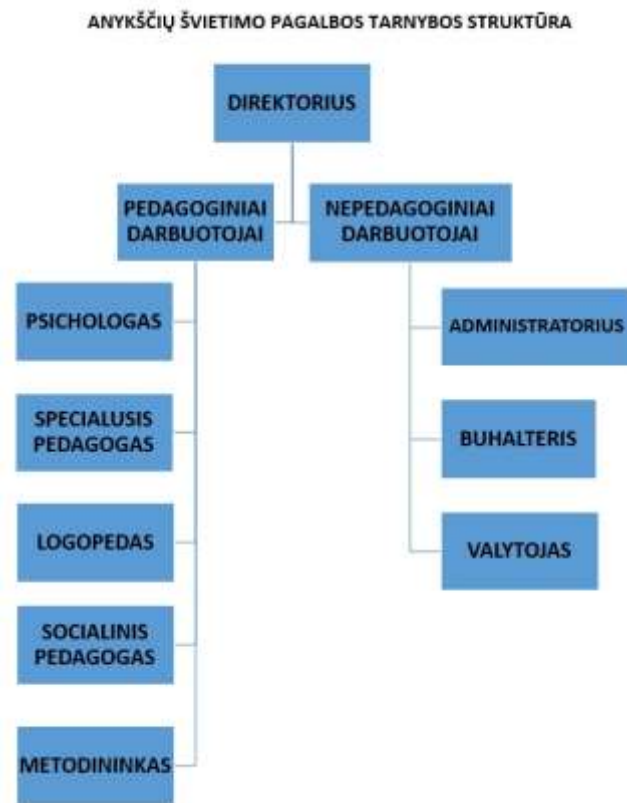 ANYKŠČIŲ ŠVIETIMO PAGALBOS TARNYBOS STRUKTŪRA
DIREKTORIUS
PEDAGOGINIAI
DARBUOTOJAI
NEPEDAGOGINIAI
DARBUOTOJAI
PSICHOLOGAS
SPECIALUSIS
PEDAGOGAS
LOGOPEDAS
SOCIALINIS
PEDAGOGAS
METODININKAS
ADMINISTRATORIUS
BUHALTERIS
VALYTOJAS